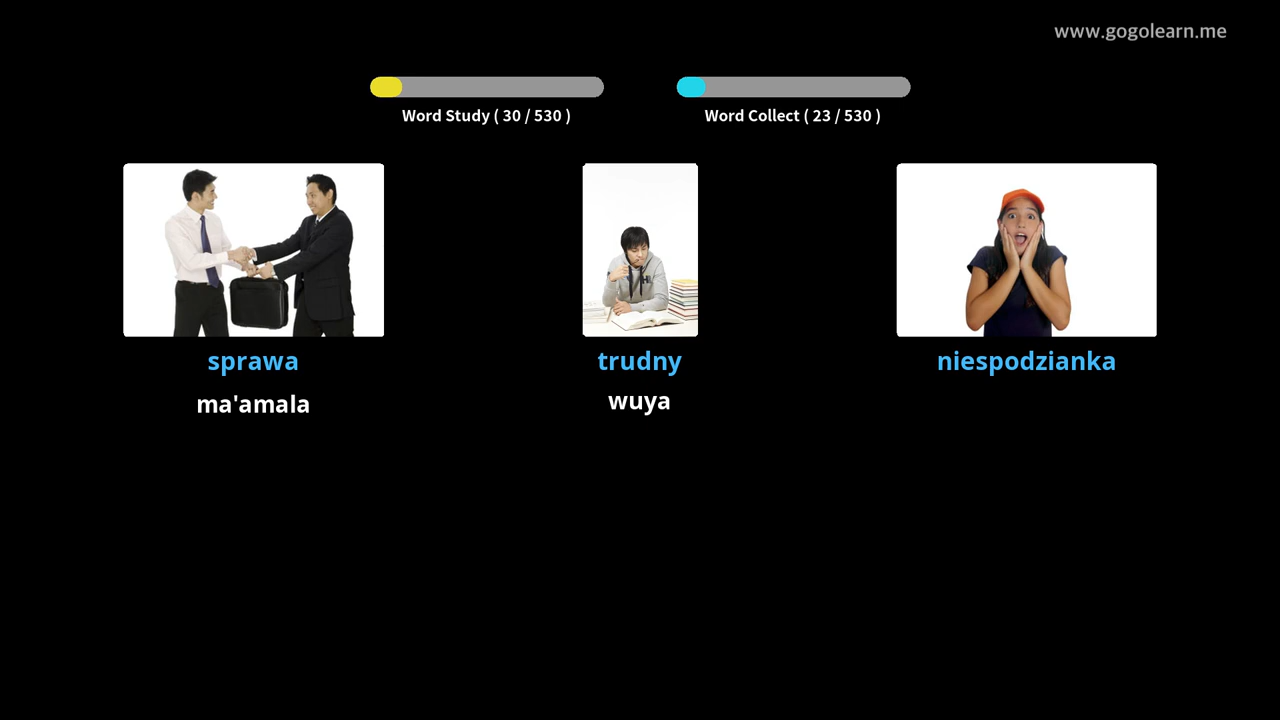 www.gogolearn.me
Word Study ( 30 / 530 )
Word Collect ( 23 / 530 )
sprawa
trudny
niespodzianka
ma'amala
wuya